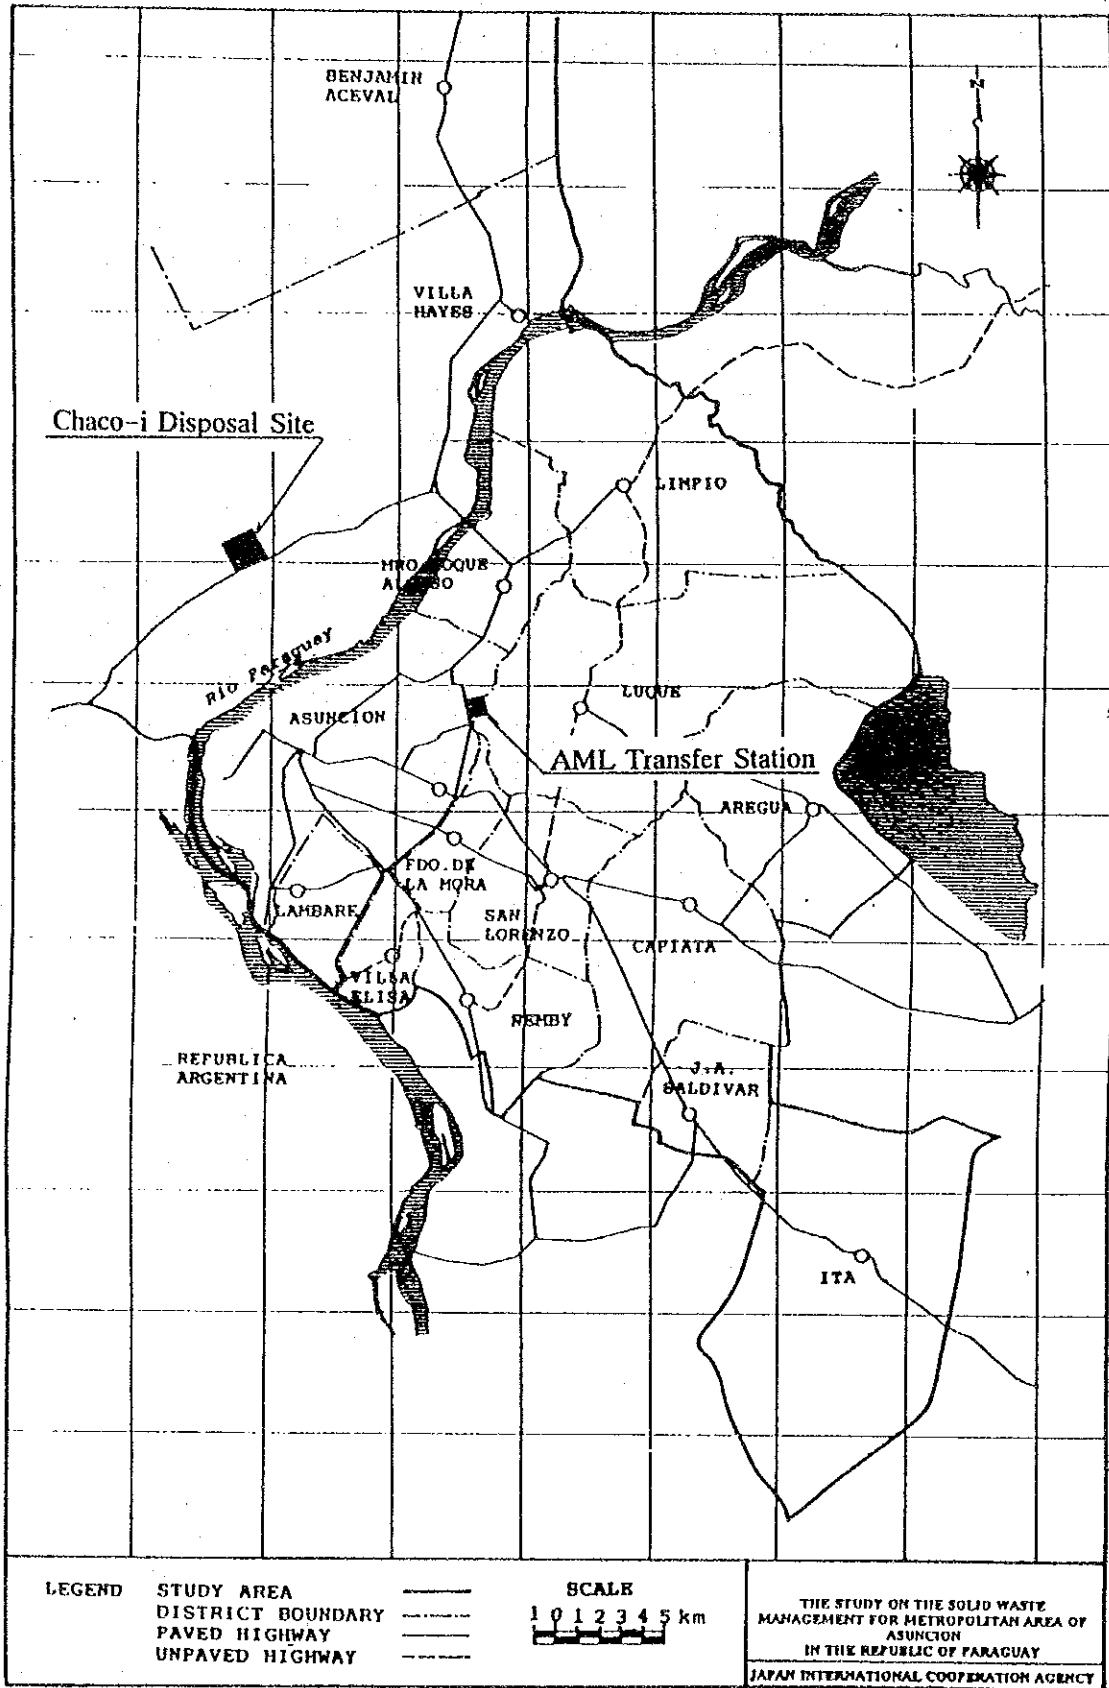 N
BENJAMIN
ACEVAL
VILLA
HAYES
Chaco-i Disposal Site
LIMPIO
Rio Paraguay
LUQUE
ASUNCION
AML Transfer Station
AREGUA
FDO. DE
LA MORA
LAMBARE
SAN
LORENZO
CAPIATA
VILLA
ELISA
NEMBY
REPUBLICA
ARGENTINA
J.A.
SALDIVAR
ITA
LEGEND
STUDY AREA
DISTRICT BOUNDARY
PAVED HIGHWAY
UNPAVED HIGHWAY
SCALE
1 0 1 2 3 4 5 km
THE STUDY ON THE SOLID WASTE
MANAGEMENT FOR METROPOLITAN AREA OF
ASUNCION
IN THE REPUBLIC OF PARAGUAY
JAPAN INTERNATIONAL COOPERATION AGENCY